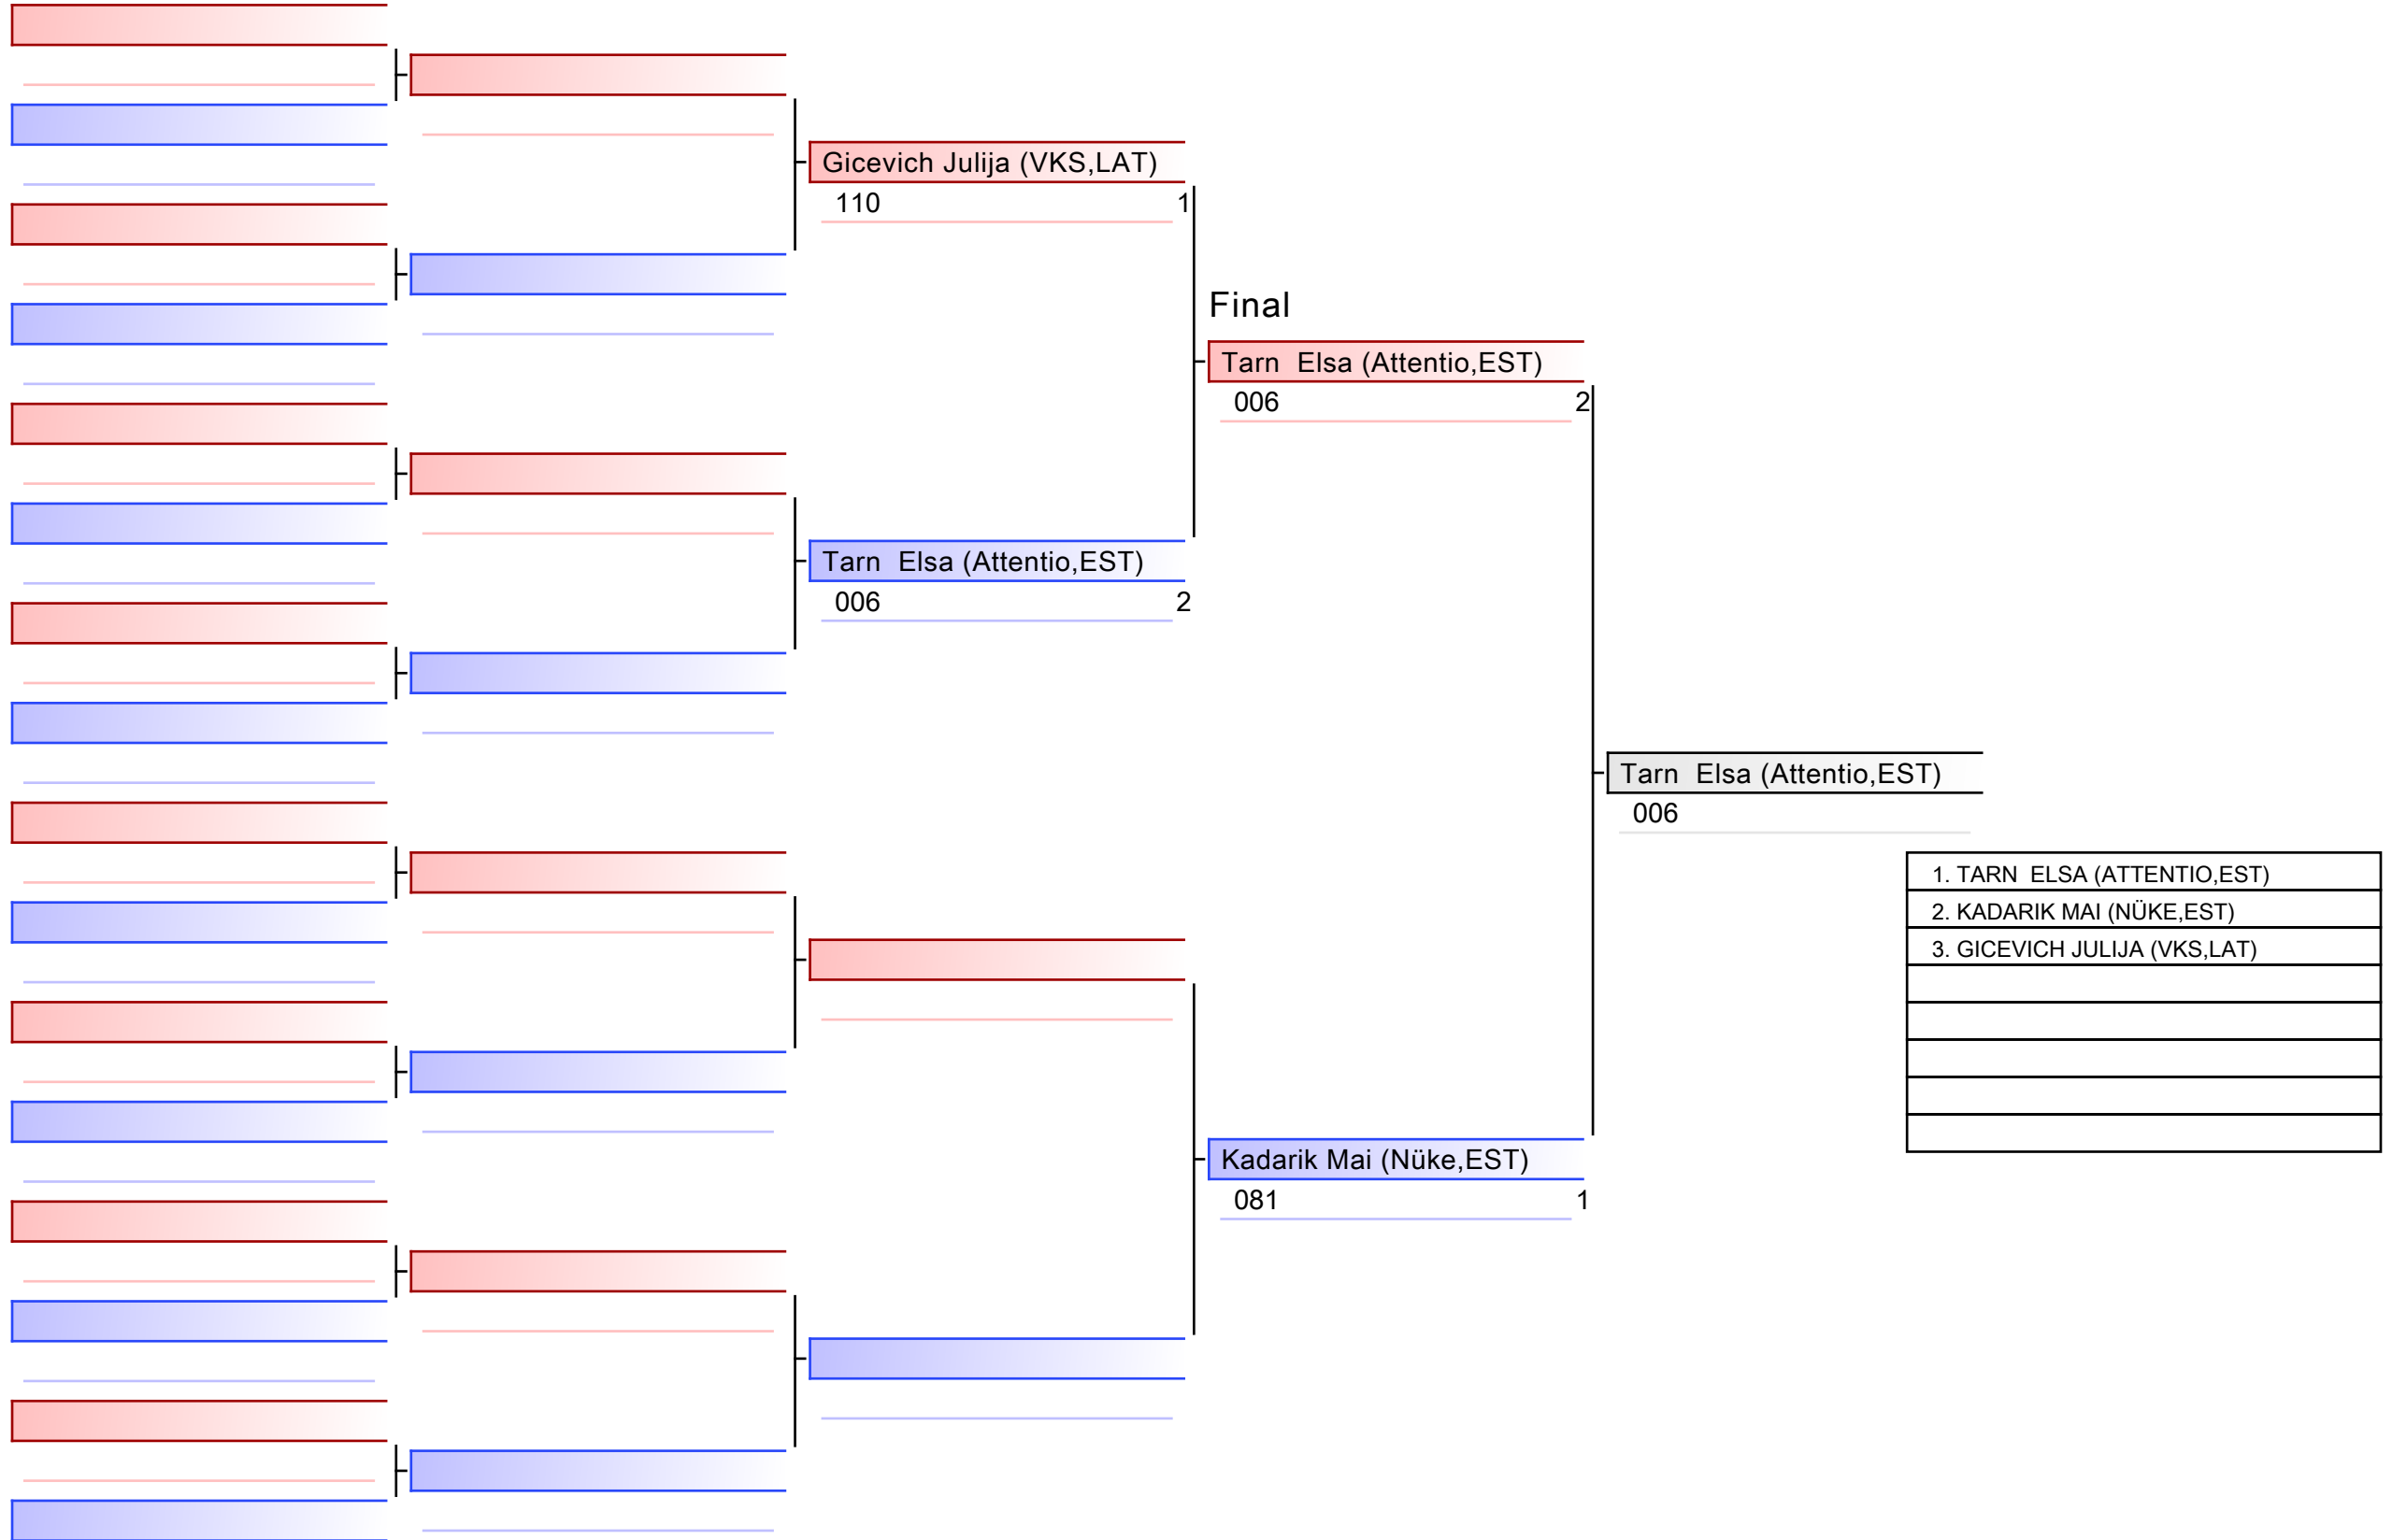 Gicevich Julija (VKS,LAT)
110 1
Final
Tarn  Elsa (Attentio,EST)
006 2
Tarn  Elsa (Attentio,EST)
006 2
Tarn  Elsa (Attentio,EST)
006
1. TARN  ELSA (ATTENTIO,EST)
2. KADARIK MAI (NÜKE,EST)
3. GICEVICH JULIJA (VKS,LAT)
Kadarik Mai (Nüke,EST)
081 1